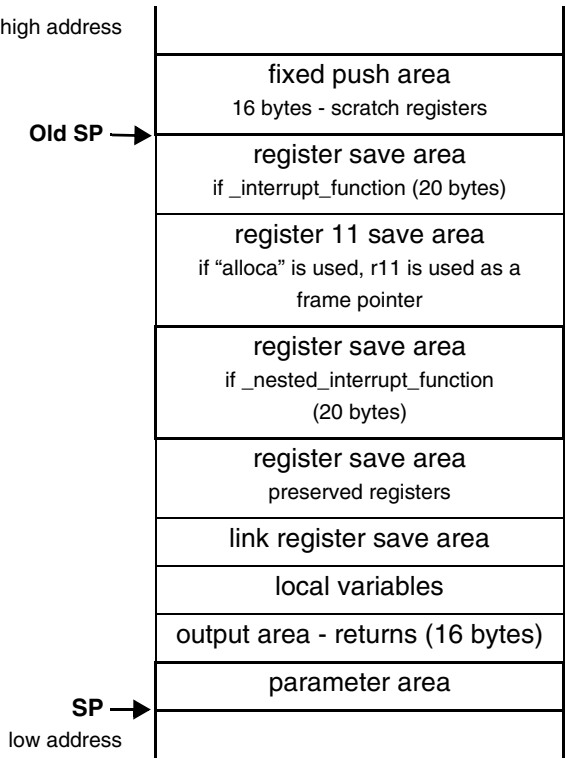 high address
fixed push area
16 bytes - scratch registers
Old SP
register save area
if _interrupt_function (20 bytes)
register 11 save area
if “alloca” is used, r11 is used as a
frame pointer
register save area
if _nested_interrupt_function
(20 bytes)
register save area
preserved registers
link register save area
local variables
output area - returns (16 bytes)
parameter area
SP
low address